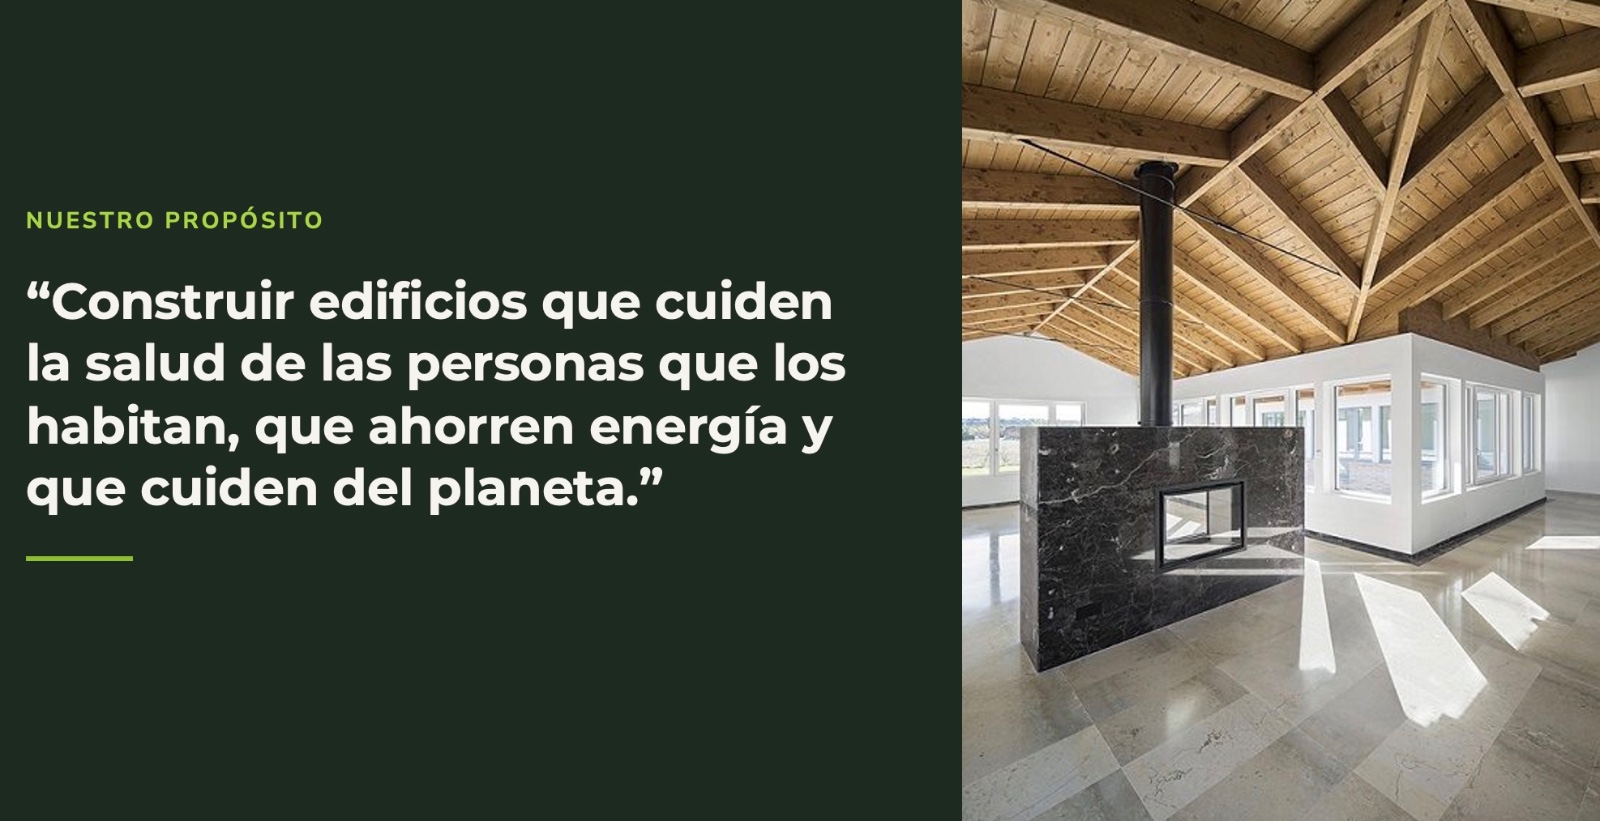 NUESTRO PROPÓSITO
“Construir edificios que cuiden
la salud de las personas que los
habitan, que ahorren energía y
que cuiden del planeta.”